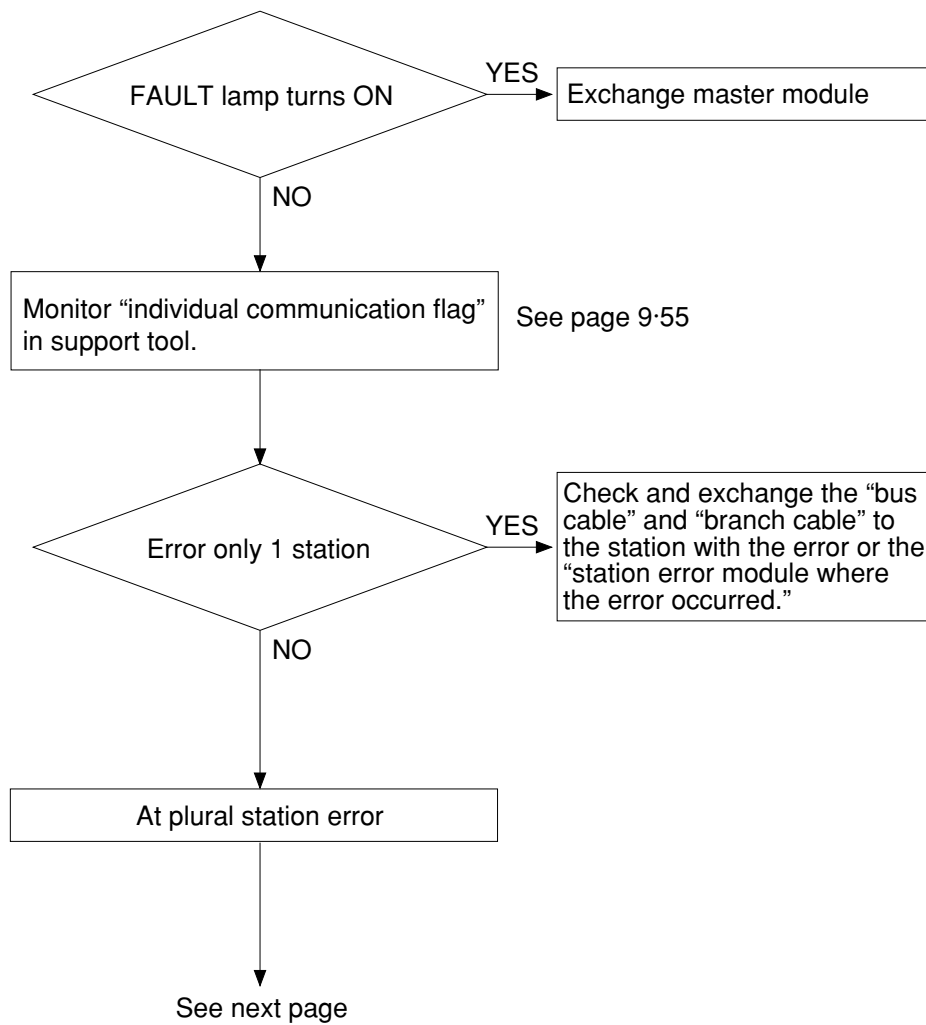 FAULT lamp turns ON
YES
Exchange master module
NO
Monitor “individual communication flag”
in support tool.
See page 9·55
Error only 1 station
YES
Check and exchange the “bus
cable” and “branch cable” to
the station with the error or the
“station error module where
the error occurred.”
NO
At plural station error
See next page